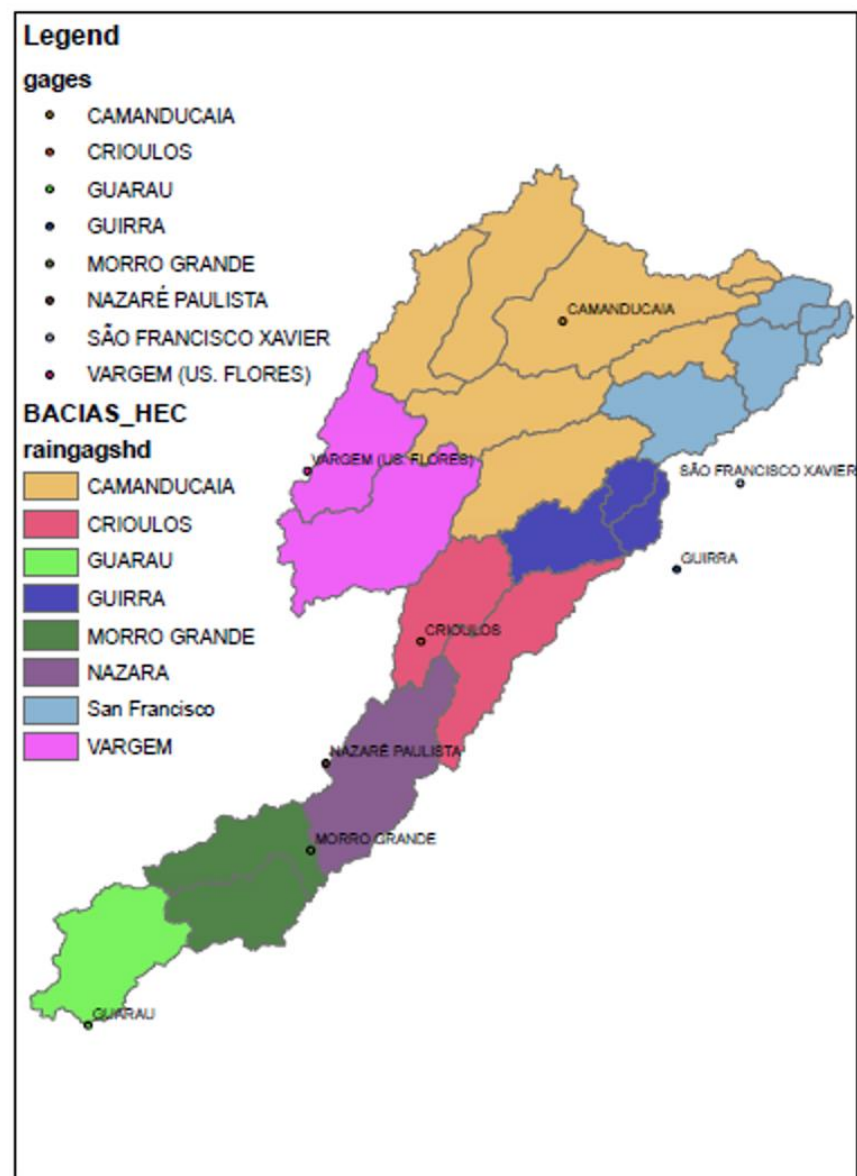 Legend
gages
CAMANDUCAIA
CRIOULOS
GUARAU
GUIRRA
MORRO GRANDE
NAZARÉ PAULISTA
SÃO FRANCISCO XAVIER
VARGEM (US. FLORES)
BACIAS_HEC
raingagshd
CAMANDUCAIA
CRIOULOS
GUARAU
GUIRRA
MORRO GRANDE
NAZARA
San Francisco
VARGEM
CAMANDUCAIA
VARGEM (US. FLORES)
SÃO FRANCISCO XAVIER
GUIRRA
CRIOULOS
NAZARÉ PAULISTA
MORRO GRANDE
GUARAU